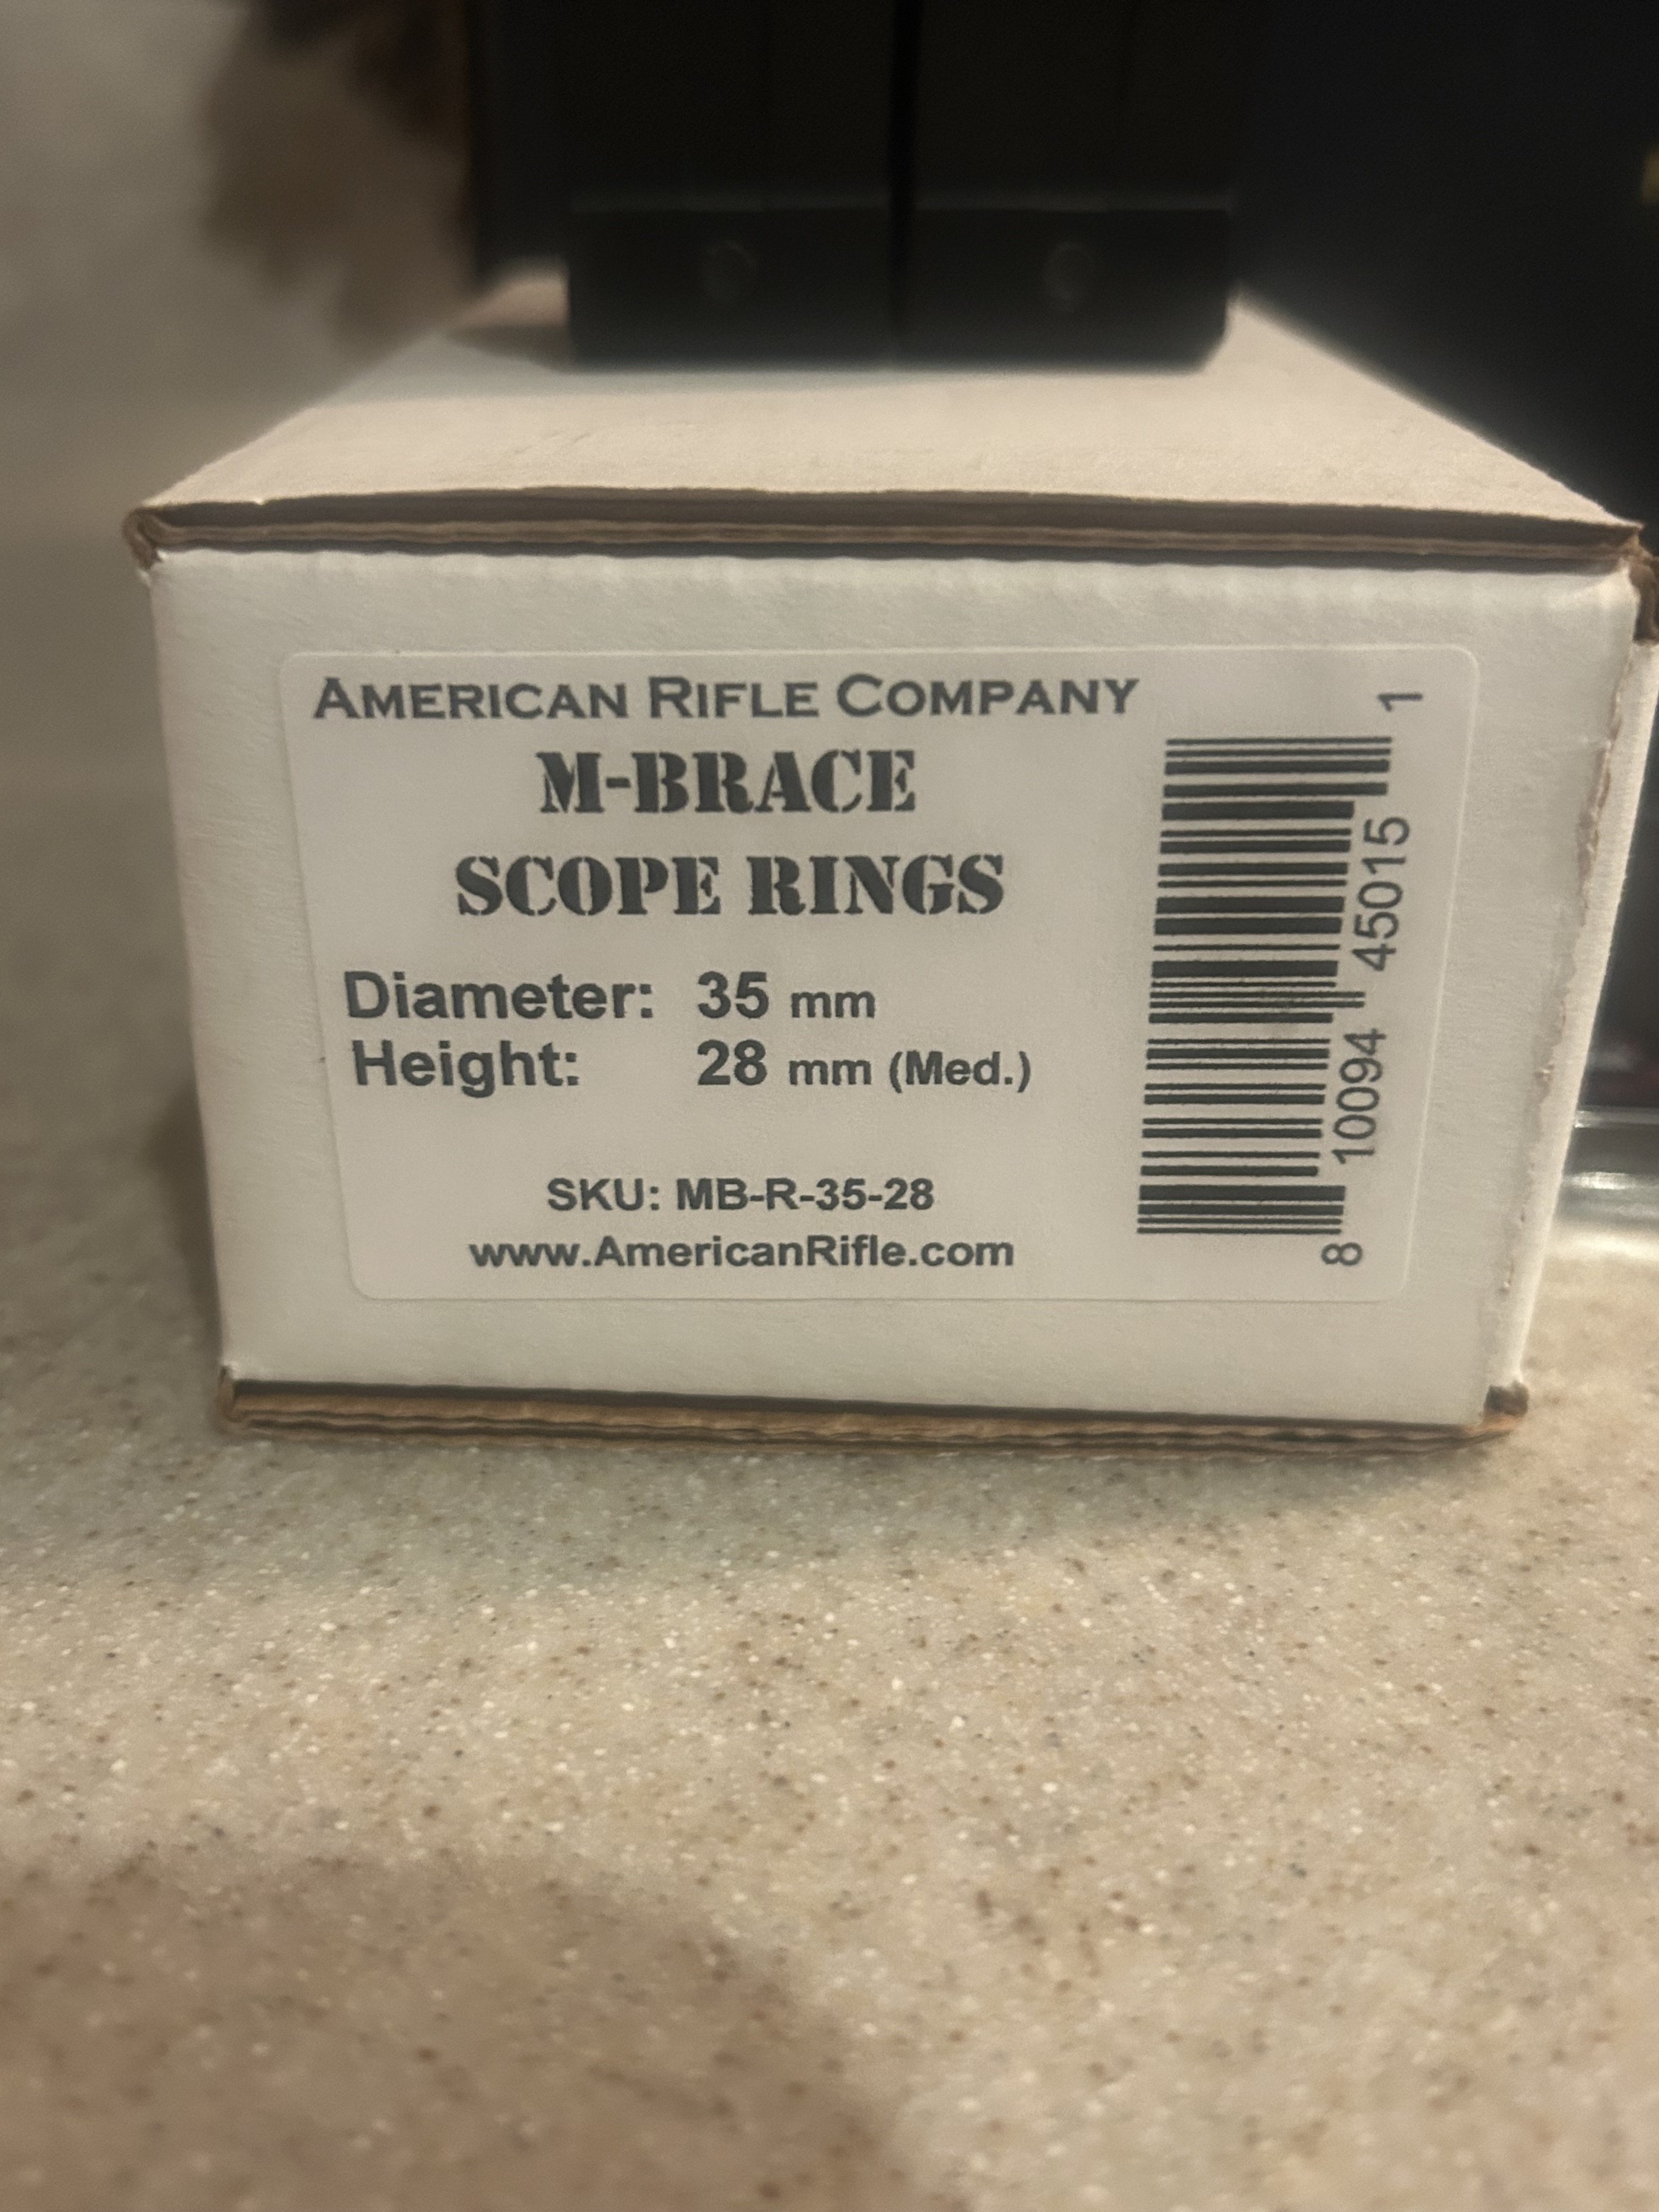 AMERICAN RIFLE COMPANY
M-BRACE
SCOPE RINGS
Diameter: 35 mm
Height: 28 mm (Med.)
SKU: MB-R-35-28
www.AmericanRifle.com
8 10094 45015 1